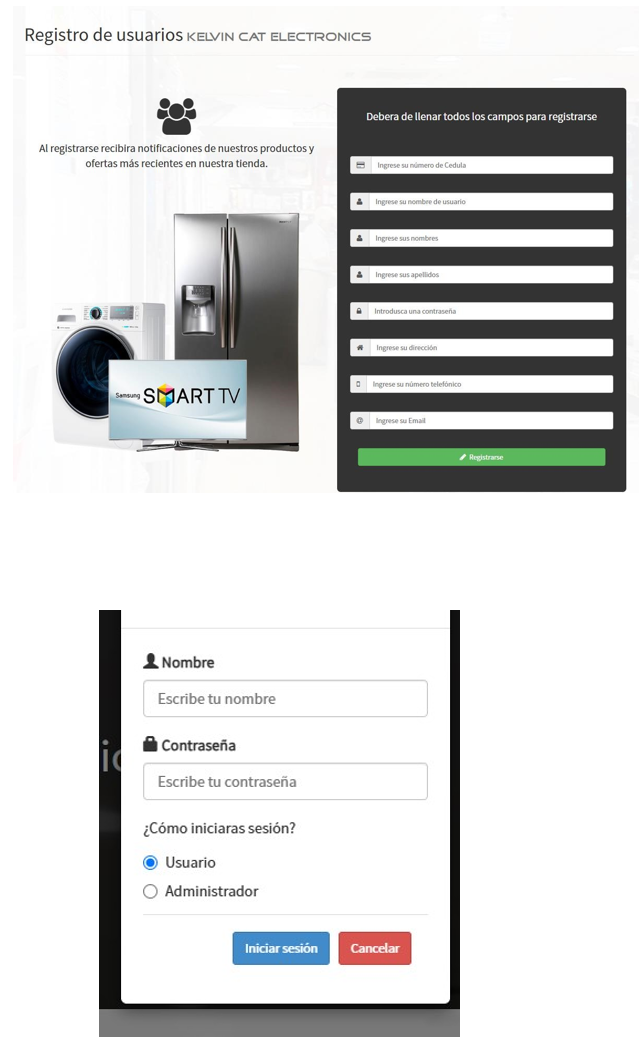 Registro de usuarios KELVIN CAT ELECTRONICS
Al registrarse recibira notificaciones de nuestros productos y
ofertas más recientes en nuestra tienda.
Samsung SMART TV
Debera de llenar todos los campos para registrarse
Ingrese su número de Cedula
Ingrese su nombre de usuario
Ingrese sus nombres
Ingrese sus apellidos
Introdusca una contraseña
Ingrese su dirección
Ingrese su número telefónico
Ingrese su Email
Registrarse
Nombre
Escribe tu nombre
Contraseña
Escribe tu contraseña
¿Cómo iniciaras sesión?
Usuario
Administrador
Iniciar sesión Cancelar